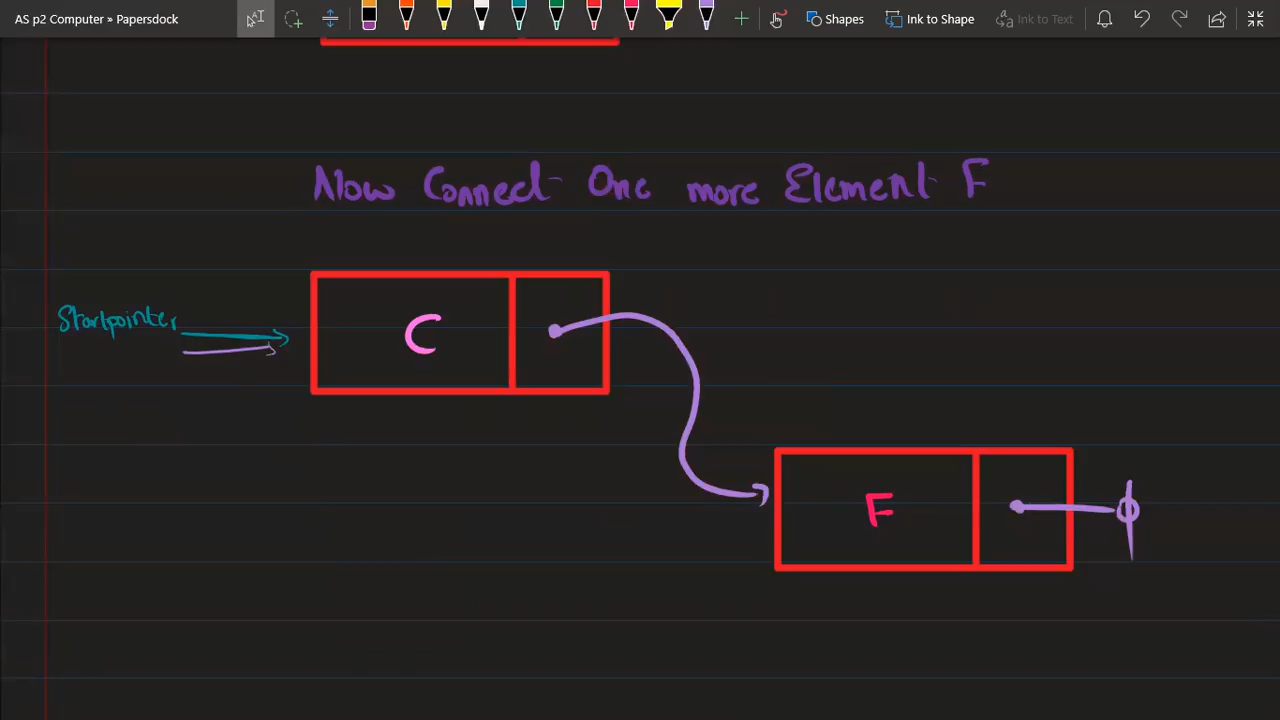 AS p2 Computer » Papersdock
Shapes
Ink to Shape
Ink to Text
Now Connect One more Element F
Startpointer
C
F